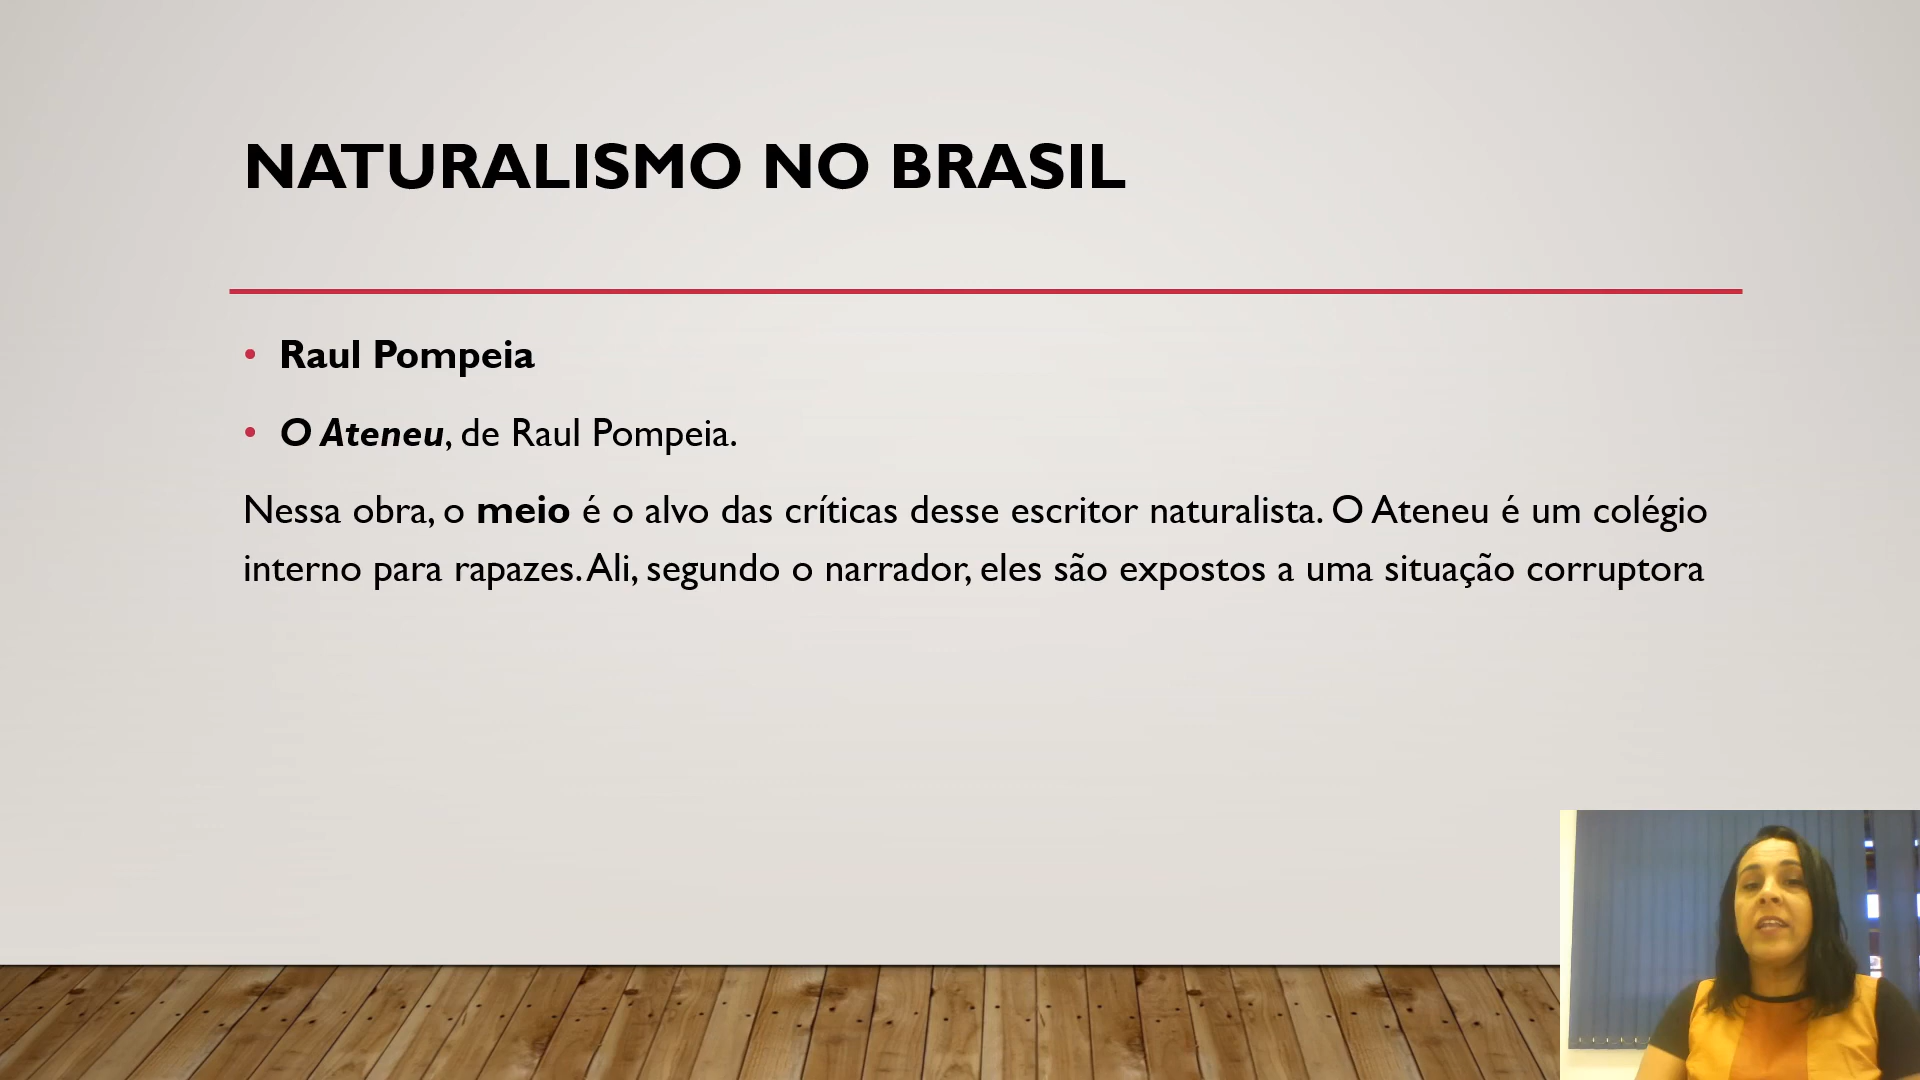 NATURALISMO NO BRASIL
• Raul Pompeia
• O Ateneu, de Raul Pompeia.
Nessa obra, o meio é o alvo das críticas desse escritor naturalista. O Ateneu é um colégio
interno para rapazes. Ali, segundo o narrador, eles são expostos a uma situação corruptora